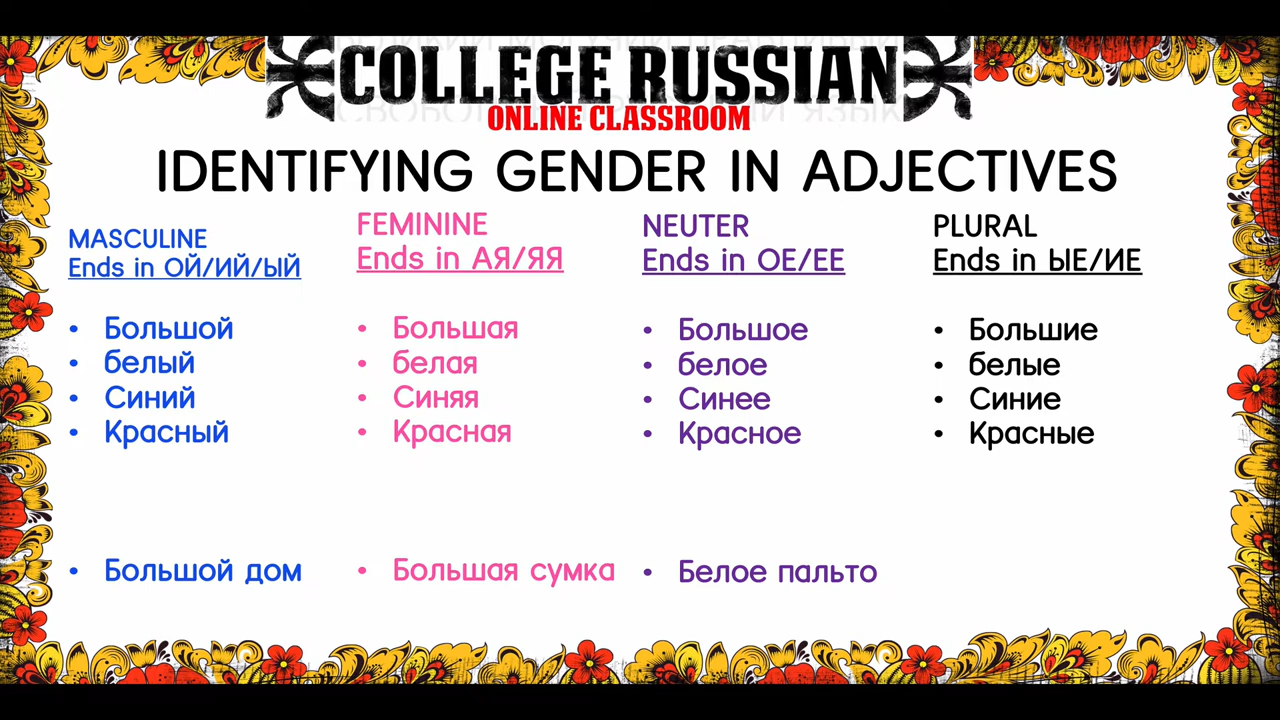 COLLEGE RUSSIAN
ONLINE CLASSROOM
IDENTIFYING GENDER IN ADJECTIVES
MASCULINE
Ends in ОЙ/ИЙ/ЫЙ
• Большой
• белый
• Синий
• Красный
• Большой дом
FEMININE
Ends in АЯ/ЯЯ
• Большая
• белая
• Синяя
• Красная
• Большая сумка
NEUTER
Ends in ОЕ/ЕЕ
• Большое
• белое
• Синее
• Красное
• Белое пальто
PLURAL
Ends in ЫЕ/ИЕ
• Большие
• белые
• Синие
• Красные